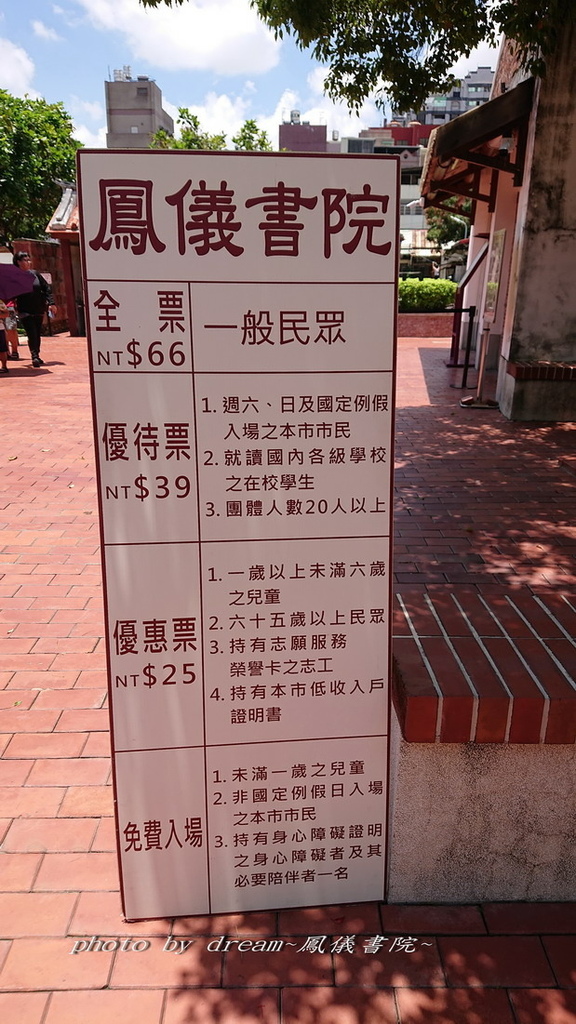 鳳儀書院
全 票
NT$66
一般民眾
優待票
NT$39
1. 週六、日及國定例假
入場之本市市民
2. 就讀國內各級學校
之在校學生
3. 團體人數20人以上
優惠票
NT$25
1. 一歲以上未滿六歲
之兒童
2. 六十五歲以上民眾
3. 持有志願服務
榮譽卡之志工
4. 持有本市低收入戶
證明書
免費入場
1. 未滿一歲之兒童
2. 非國定例假日入場
之本市市民
3. 持有身心障礙證明
之身心障礙者及其
必要陪伴者一名
photo by dream~鳳儀書院~